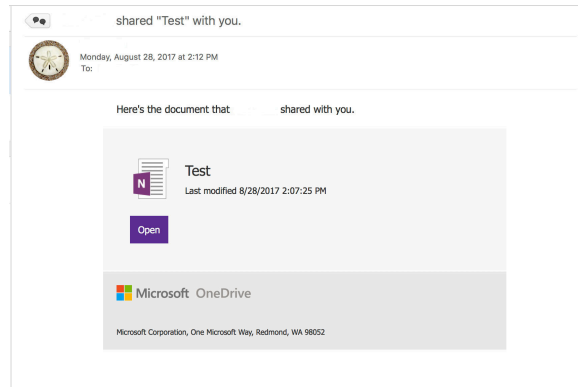 shared "Test" with you.
Monday, August 28, 2017 at 2:12 PM
To:
Here's the document that shared with you.
Test
N
Last modified 8/28/2017 2:07:25 PM
Open
Microsoft OneDrive
Microsoft Corporation, One Microsoft Way, Redmond, WA 98052